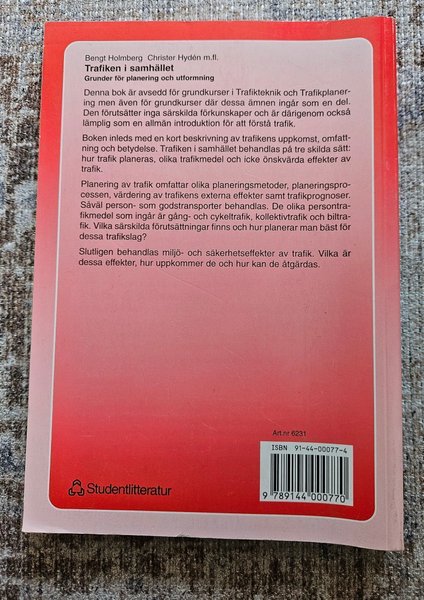 Bengt Holmberg Christer Hydén m.fl.
Trafiken i samhället
Grunder för planering och utformning
Denna bok är avsedd för grundkurser i Trafikteknik och Trafikplaner-
ing men även för grundkurser där dessa ämnen ingår som en del.
Den förutsätter inga särskilda förkunskaper och är därigenom också
lämplig som en allmän introduktion för att förstå trafik.
Boken inleds med en kort beskrivning av trafikens uppkomst, omfatt-
ning och betydelse. Trafiken i samhället behandlas på tre skilda sätt:
hur trafik planeras, olika trafikmedel och icke önskvärda effekter av
trafik.
Planering av trafik omfattar olika planeringsmetoder, planeringspro-
cessen, värdering av trafikens externa effekter samt trafikprognoser.
Såväl person- som godstransporter behandlas. De olika persontra-
fikmedel som ingår är gång- och cykeltrafik, kollektivtrafik och biltra-
fik. Vilka särskilda förutsättningar finns och hur planerar man bäst för
dessa trafikslag?
Slutligen behandlas miljö- och säkerhetseffekter av trafik. Vilka är
dessa effekter, hur uppkommer de och hur kan de åtgärdas.
Art.nr 6231
ISBN 91-44-00077-4
9 789144 000770
Studentlitteratur